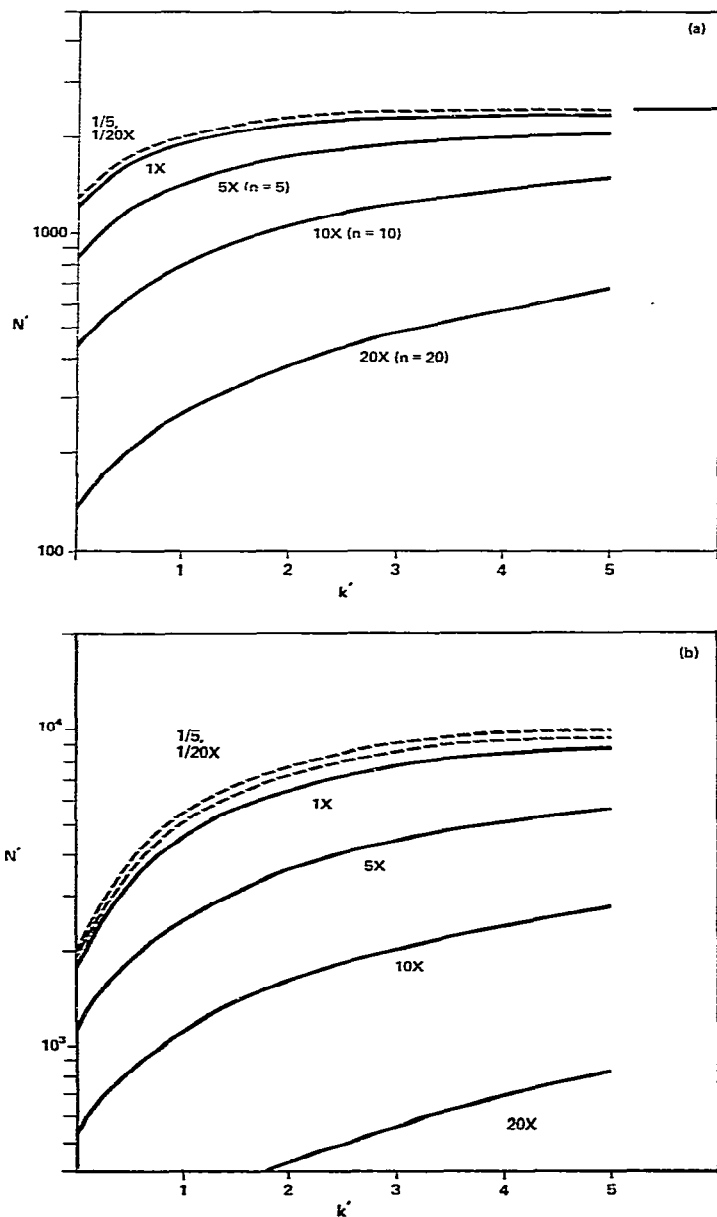 (a)
1/5,
1/20X
1X
5X (n = 5)
1000
10X (n = 10)
N′
20X (n = 20)
100
1 2 3 4 5
k′
(b)
10⁴
1/5,
1/20X
1X
N′
5X
10X
10³
20X
1 2 3 4 5
k′